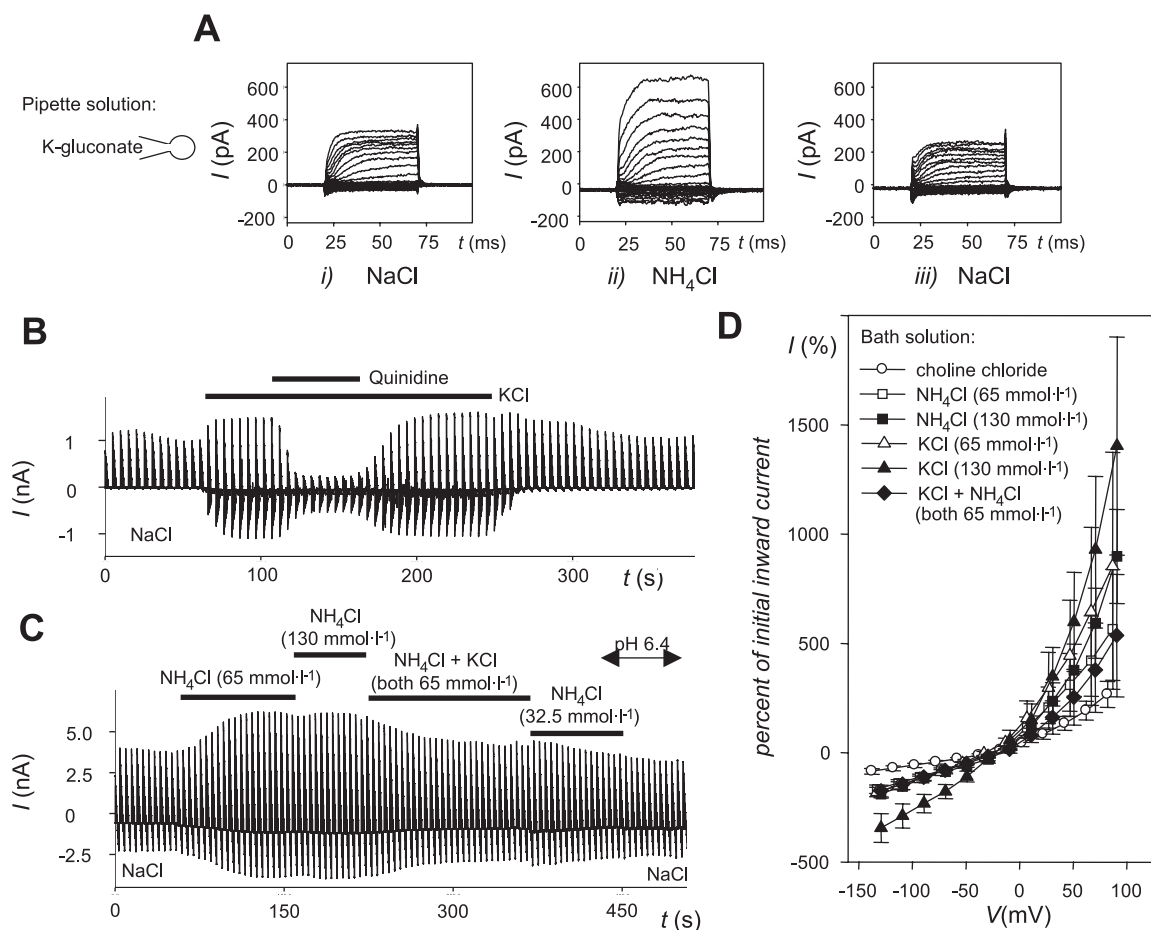 A
Pipette solution:
K-gluconate
I (pA)
600
400
200
0
-200
0 25 50 75 t (ms)
i) NaCl
I (pA)
600
400
200
0
-200
0 25 50 75 t (ms)
ii) NH₄Cl
I (pA)
600
400
200
0
-200
0 25 50 75 t (ms)
iii) NaCl
B
Quinidine
KCl
I (nA)
1
0
-1
NaCl
0 100 200 300
t (s)
C
NH₄Cl
(130 mmol·l⁻¹)
NH₄Cl (65 mmol·l⁻¹)
NH₄Cl + KCl
(both 65 mmol·l⁻¹)
pH 6.4
NH₄Cl
(32.5 mmol·l⁻¹)
I (nA)
5.0
2.5
0
-2.5
NaCl
NaCl
0 150 300 450 t (s)
D
I (%)
Bath solution:
choline chloride
NH₄Cl (65 mmol·l⁻¹)
NH₄Cl (130 mmol·l⁻¹)
KCl (65 mmol·l⁻¹)
KCl (130 mmol·l⁻¹)
KCl + NH₄Cl
(both 65 mmol·l⁻¹)
percent of initial inward current
1500
1000
500
0
-500
-150 -100 -50 0 50 100
V(mV)